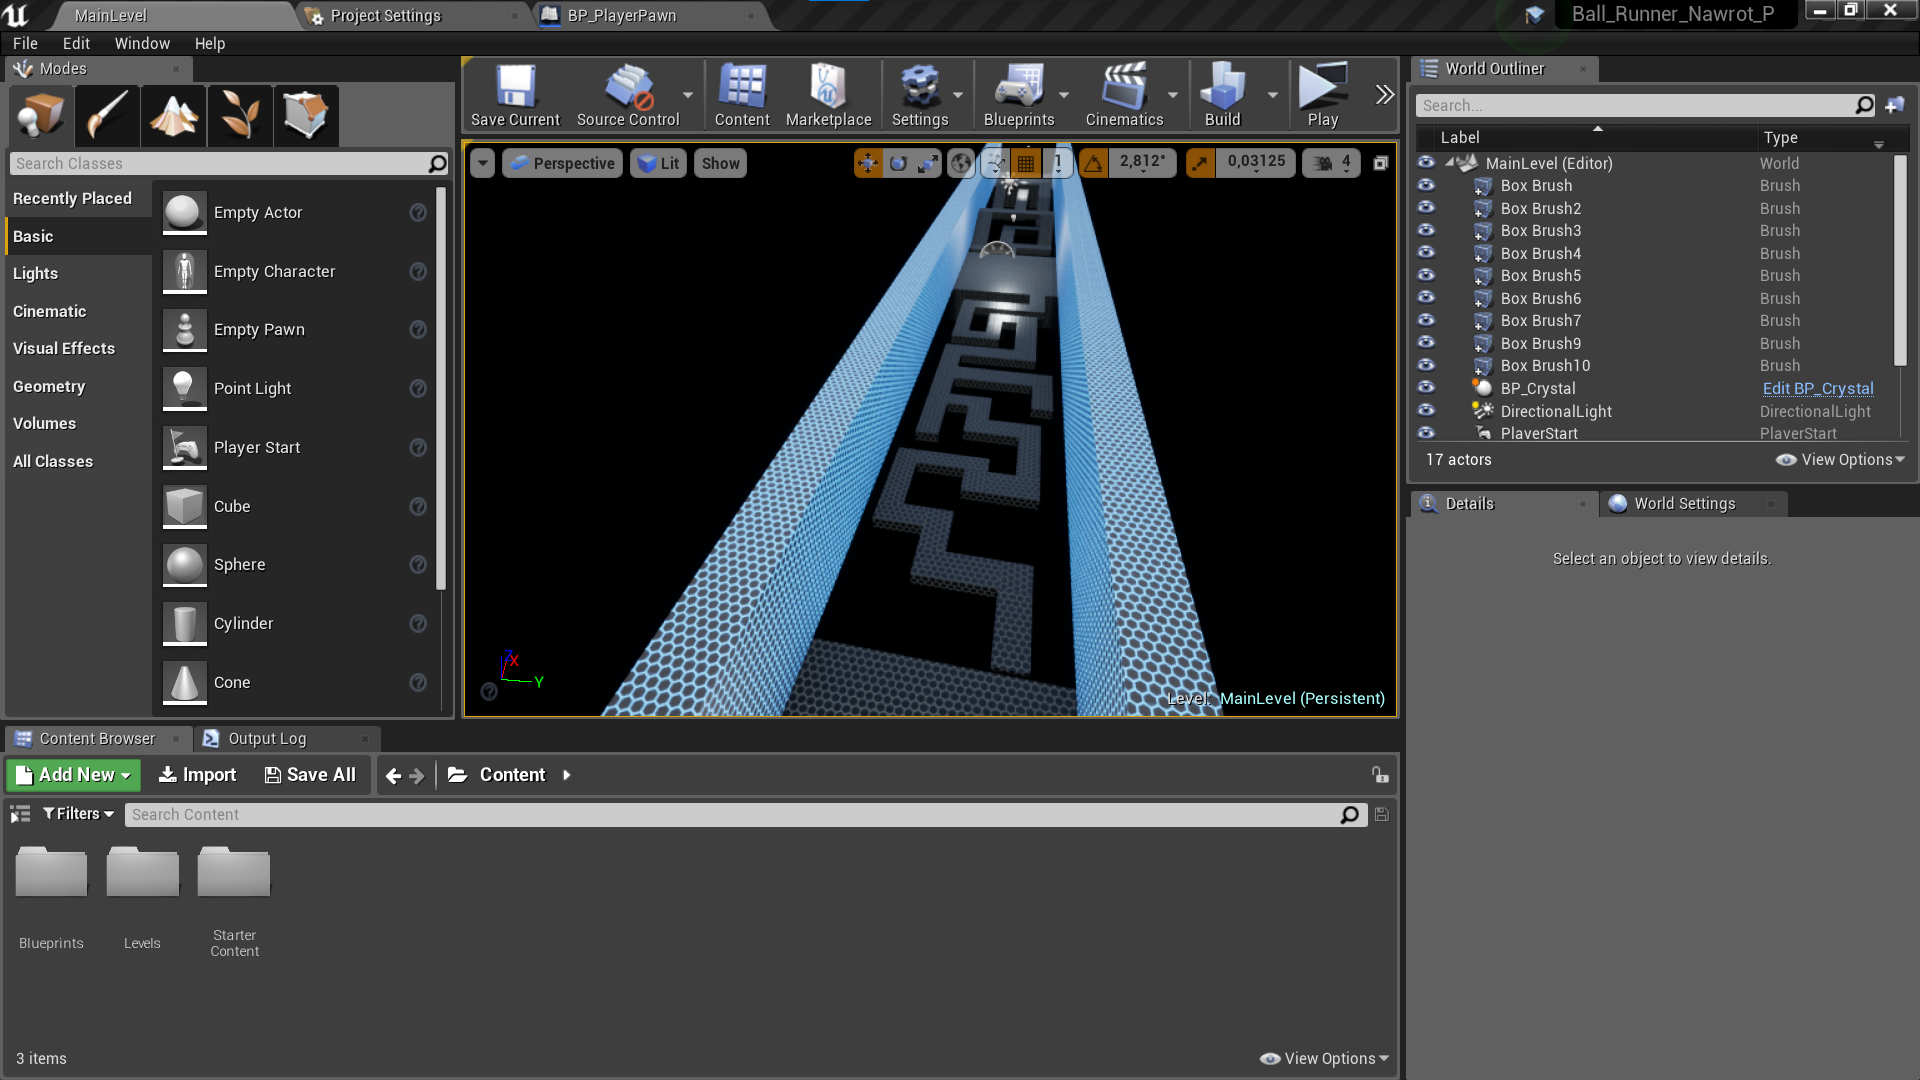 MainLevel
Project Settings
BP_PlayerPawn
Ball_Runner_Nawrot_P
File Edit Window Help
Modes
Search Classes
Recently Placed
Basic
Lights
Cinematic
Visual Effects
Geometry
Volumes
All Classes
Empty Actor
Empty Character
Empty Pawn
Point Light
Player Start
Cube
Sphere
Cylinder
Cone
Save Current
Source Control
Content
Marketplace
Settings
Blueprints
Cinematics
Build
Play
Perspective
Lit
Show
1
2,812°
0,03125
4
Z
X
Y
Level: MainLevel (Persistent)
World Outliner
Search...
Label Type
MainLevel (Editor) World
Box Brush Brush
Box Brush2 Brush
Box Brush3 Brush
Box Brush4 Brush
Box Brush5 Brush
Box Brush6 Brush
Box Brush7 Brush
Box Brush9 Brush
Box Brush10 Brush
BP_Crystal Edit BP_Crystal
DirectionalLight DirectionalLight
PlayerStart PlayerStart
17 actors
View Options
Details
World Settings
Select an object to view details.
Content Browser
Output Log
Add New
Import
Save All
Content
Filters
Search Content
Blueprints
Levels
Starter
Content
3 items
View Options